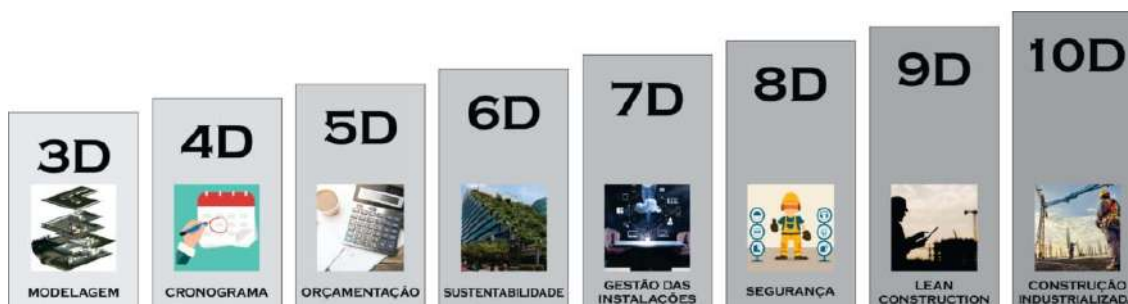 3D
MODELAGEM
4D
CRONOGRAMA
5D
ORÇAMENTAÇÃO
6D
SUSTENTABILIDADE
7D
GESTÃO DAS
INSTALAÇÕES
8D
SEGURANÇA
9D
LEAN
CONSTRUCTION
10D
CONSTRUÇÃO
INDUSTRIALIZAD